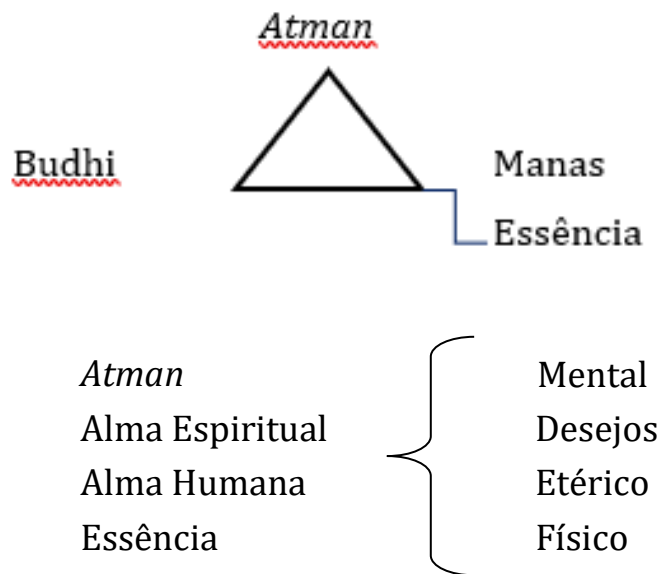 Atman
Budhi
Manas
Essência
Atman
Alma Espiritual
Alma Humana
Essência
Mental
Desejos
Etérico
Físico